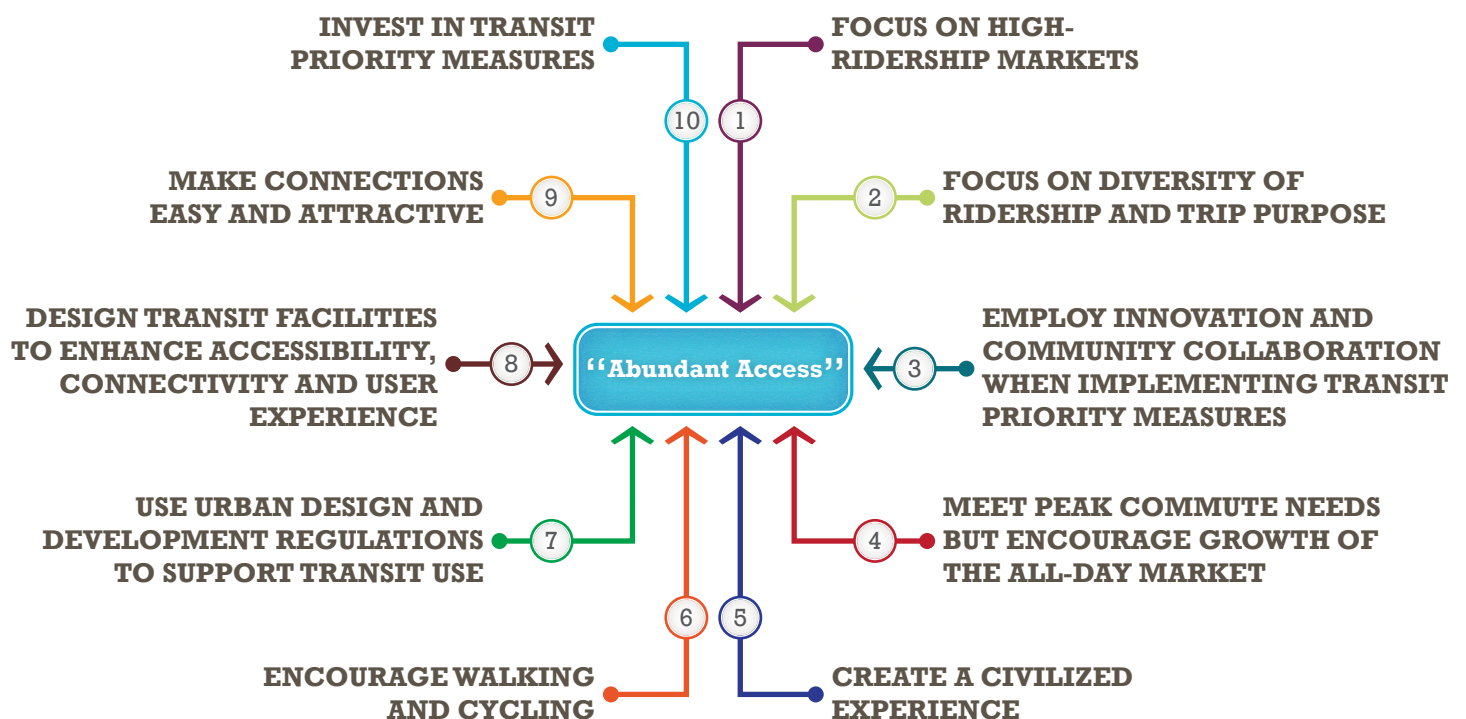 INVEST IN TRANSIT
PRIORITY MEASURES
10
1
FOCUS ON HIGH-
RIDERSHIP MARKETS
MAKE CONNECTIONS
EASY AND ATTRACTIVE
9
2
FOCUS ON DIVERSITY OF
RIDERSHIP AND TRIP PURPOSE
DESIGN TRANSIT FACILITIES
TO ENHANCE ACCESSIBILITY,
CONNECTIVITY AND USER
EXPERIENCE
8
“Abundant Access”
3
EMPLOY INNOVATION AND
COMMUNITY COLLABORATION
WHEN IMPLEMENTING TRANSIT
PRIORITY MEASURES
USE URBAN DESIGN AND
DEVELOPMENT REGULATIONS
TO SUPPORT TRANSIT USE
7
4
MEET PEAK COMMUTE NEEDS
BUT ENCOURAGE GROWTH OF
THE ALL-DAY MARKET
ENCOURAGE WALKING
AND CYCLING
6
5
CREATE A CIVILIZED
EXPERIENCE